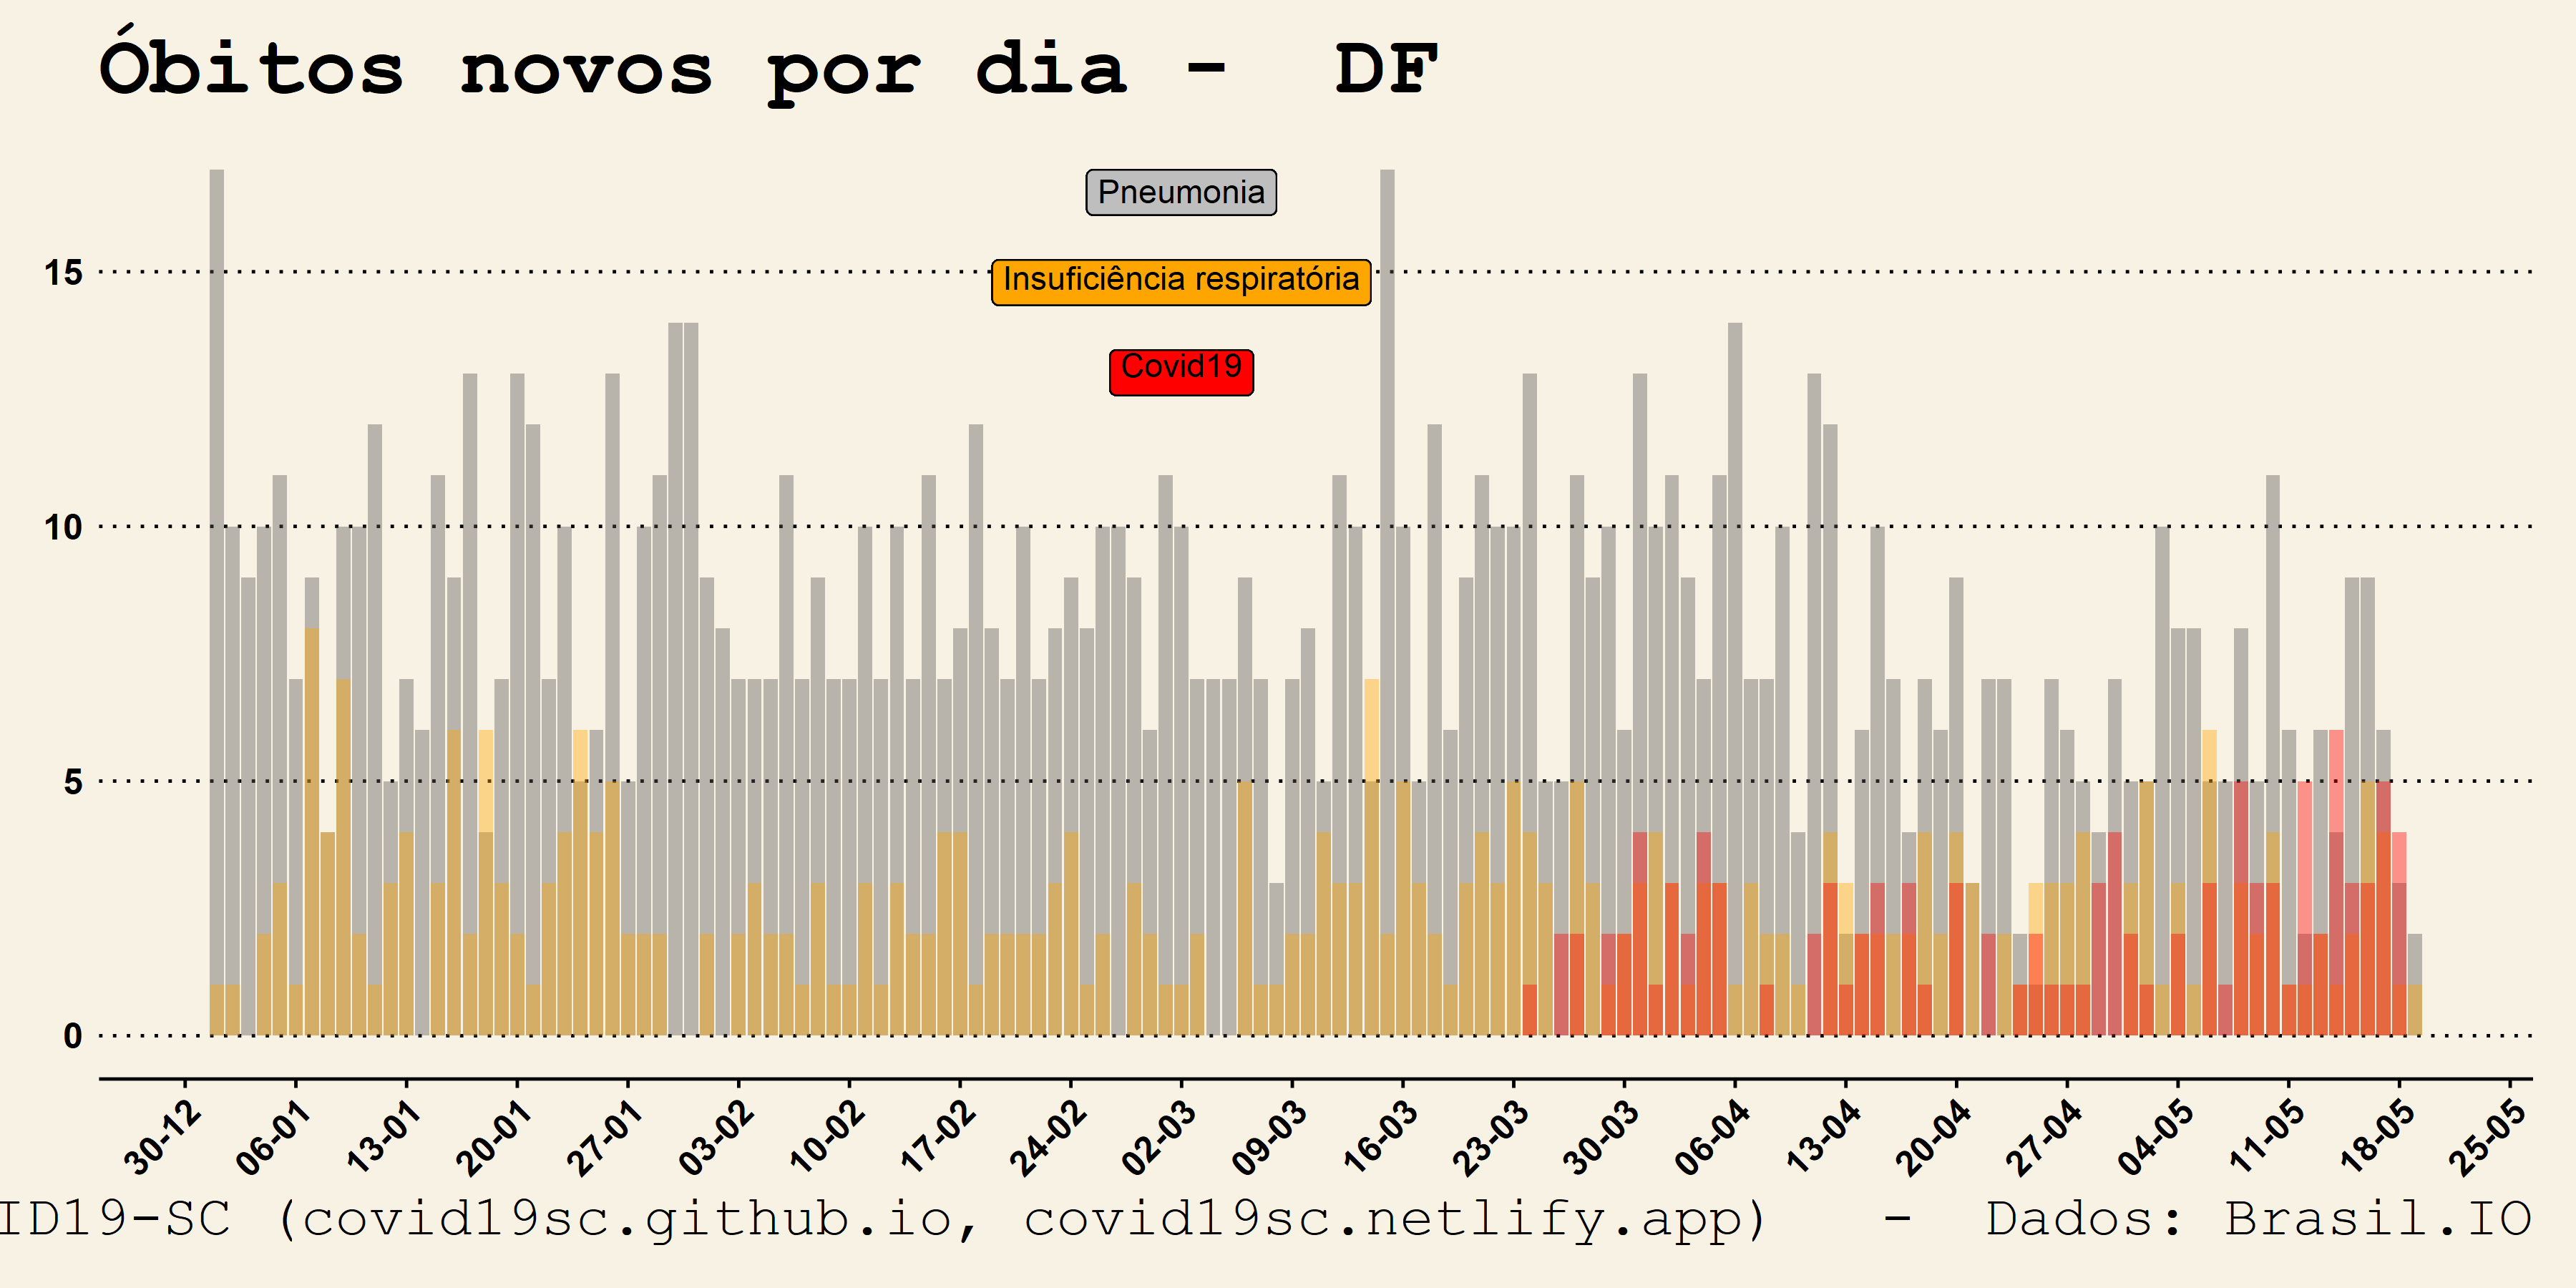 Óbitos novos por dia - DF
Pneumonia
15
Insuficiência respiratória
Covid19
10
5
0
30-12 06-01 13-01 20-01 27-01 03-02 10-02 17-02 24-02 02-03 09-03 16-03 23-03 30-03 06-04 13-04 20-04 27-04 04-05 11-05 18-05 25-05
ID19-SC (covid19sc.github.io, covid19sc.netlify.app) - Dados: Brasil.IO